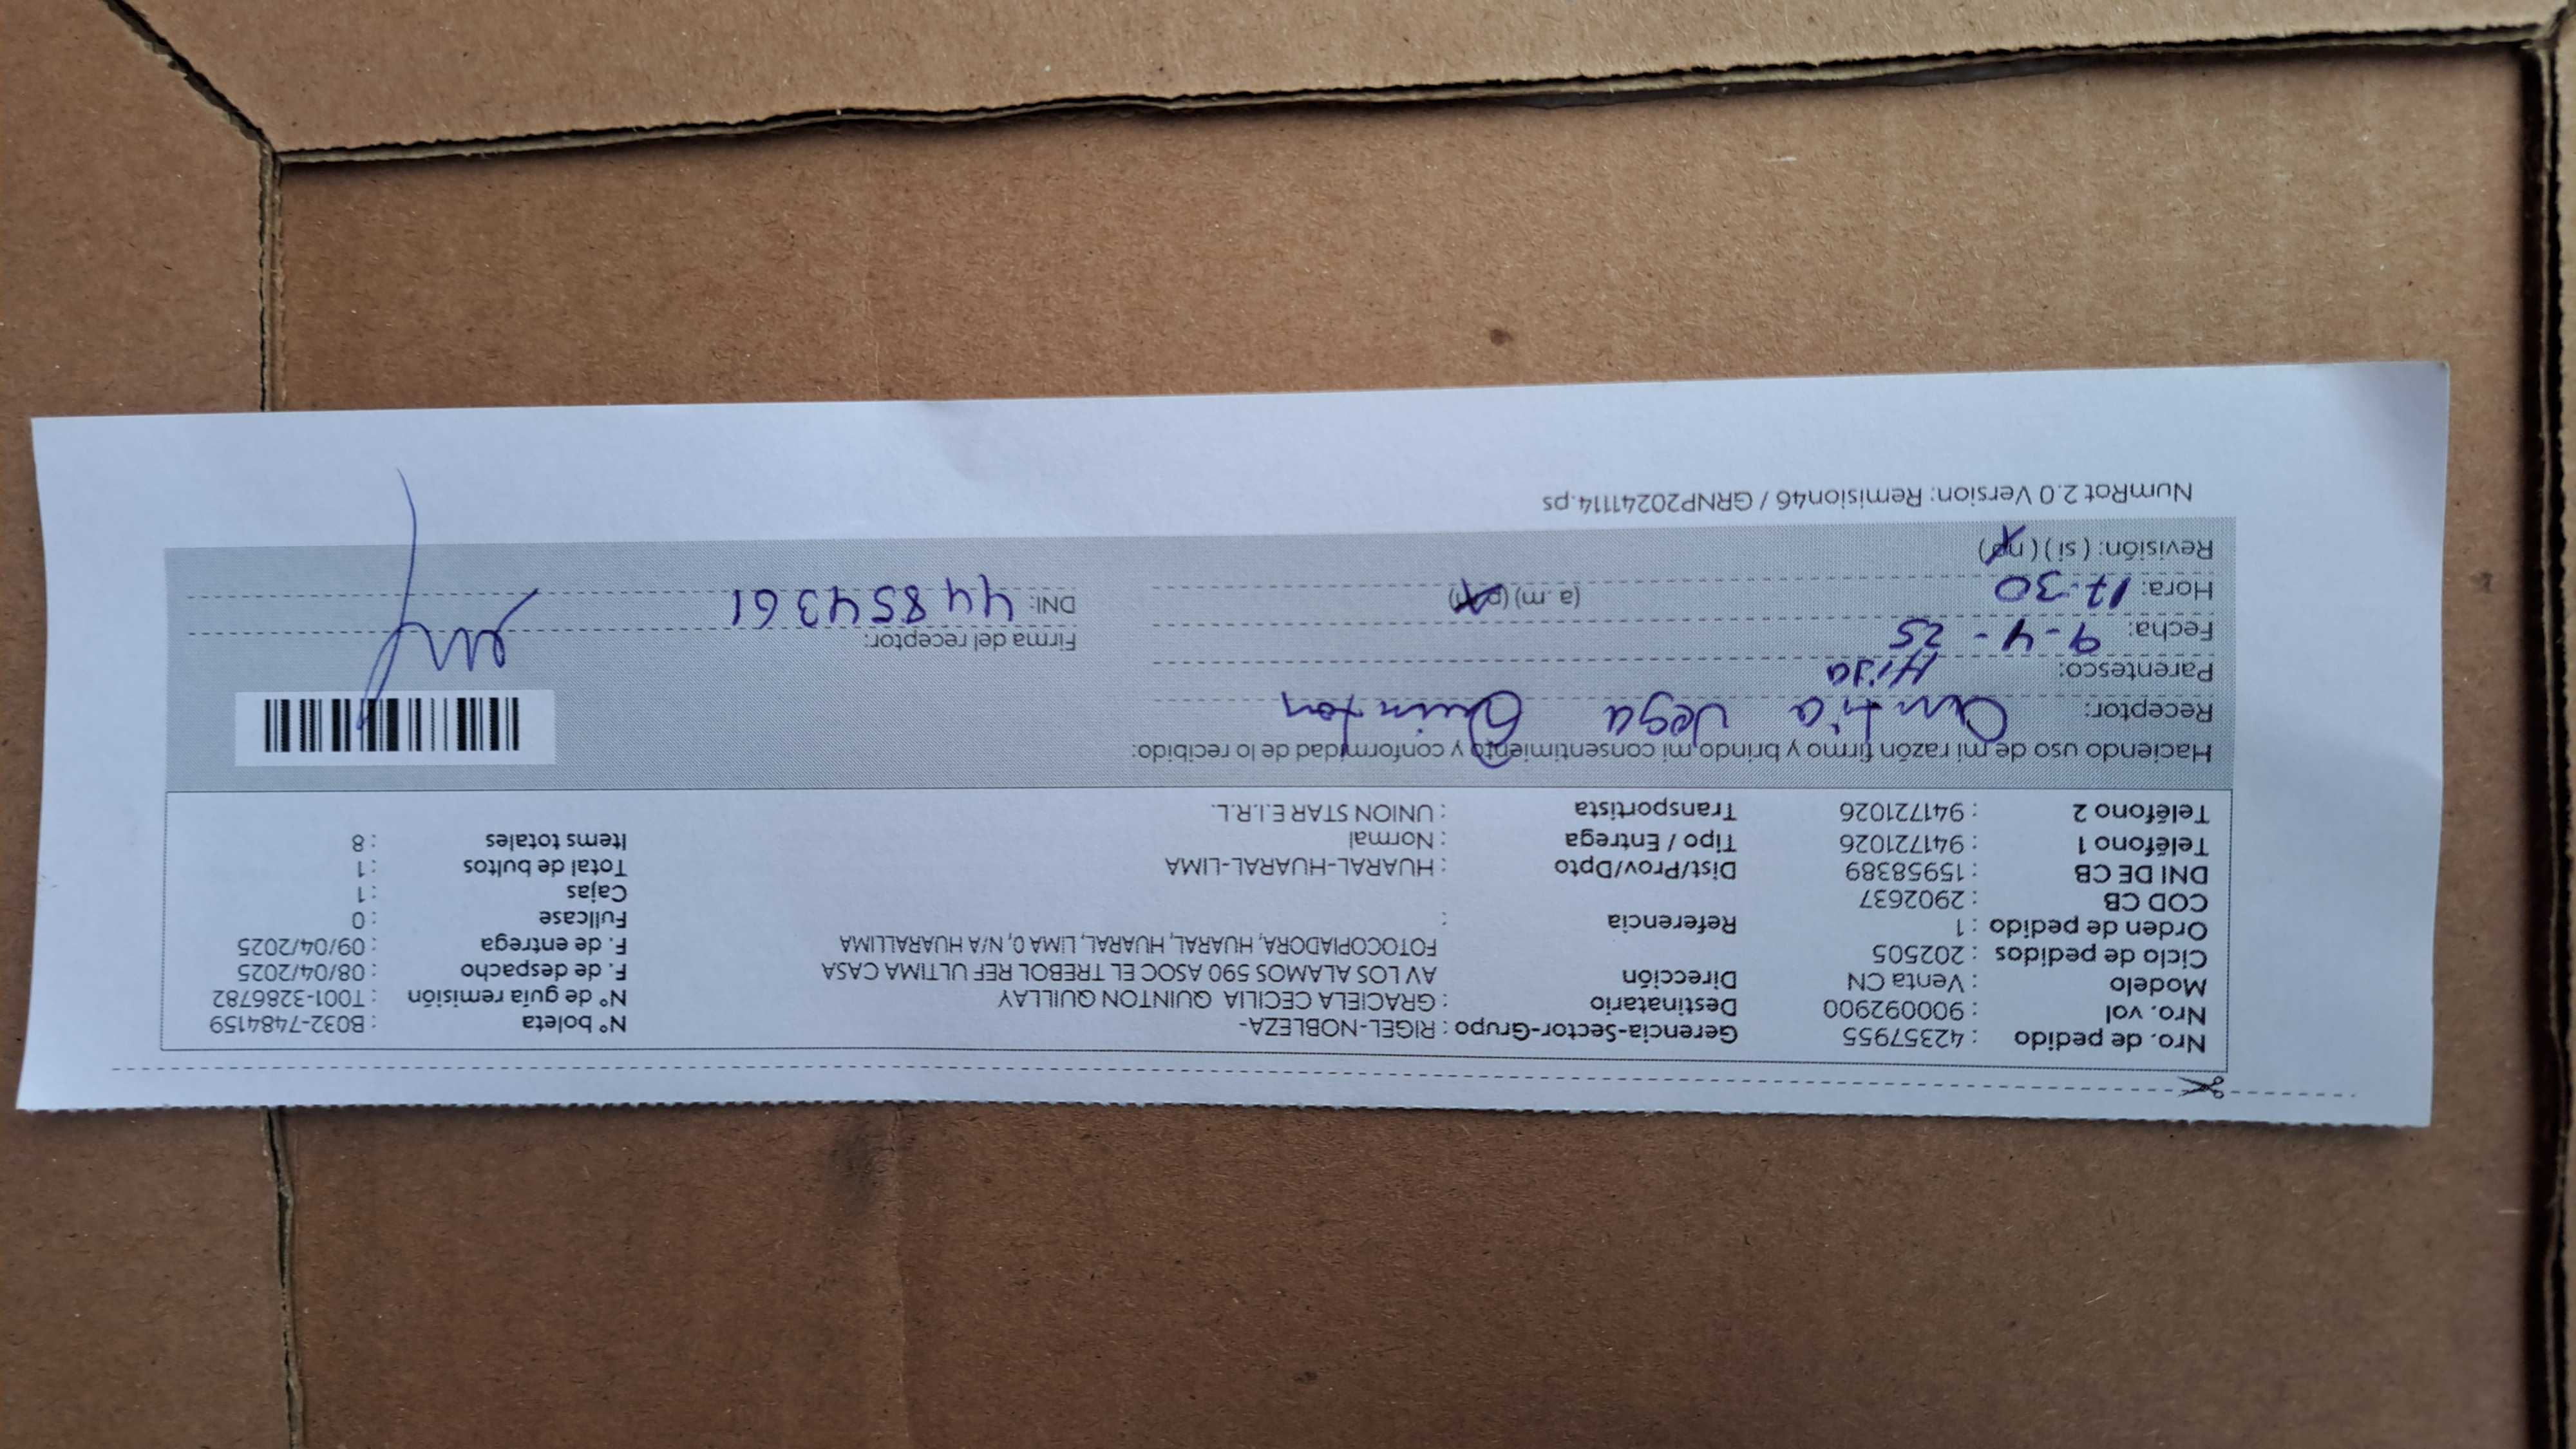 Nro. de pedido : 42357955 Gerencia-Sector-Grupo : RIGEL-NOBLEZA- N° boleta : B032-7484159
Nro. vol : 900092900 Destinatario : GRACIELA CECILIA QUINTON QUILLAY N° de guía remisión : T001-3286782
Modelo : Venta CN Dirección AV LOS ALAMOS 590 ASOC EL TREBOL REF ULTIMA CASA F. de despacho : 08/04/2025
Ciclo de pedidos : 202505 FOTOCOPIADORA, HUARAL, HUARAL, LIMA 0, N/A HUARALLIMA F. de entrega : 09/04/2025
Orden de pedido : 1 Referencia : Fullcase : 0
COD CB : 2902637 Cajas : 1
DNI DE CB : 15958389 Dist/Prov/Dpto : HUARAL-HUARAL-LIMA Total de bultos : 1
Teléfono 1 : 941721026 Tipo / Entrega : Normal Items totales : 8
Teléfono 2 : 941721026 Transportista : UNION STAR E.I.R.L.
Haciendo uso de mi razón firmo y brindo mi consentimiento y conformidad de lo recibido:
Receptor: Vega Quinton
Parentesco: Hija
Fecha: 9-4-25 Firma del receptor:
Hora: 17:30 (a. m) (p. m) DNI: 44854361
Revisión: ( si ) ( no )
NumRot 2.0 Version: Remision46 / GRNP20241114.ps